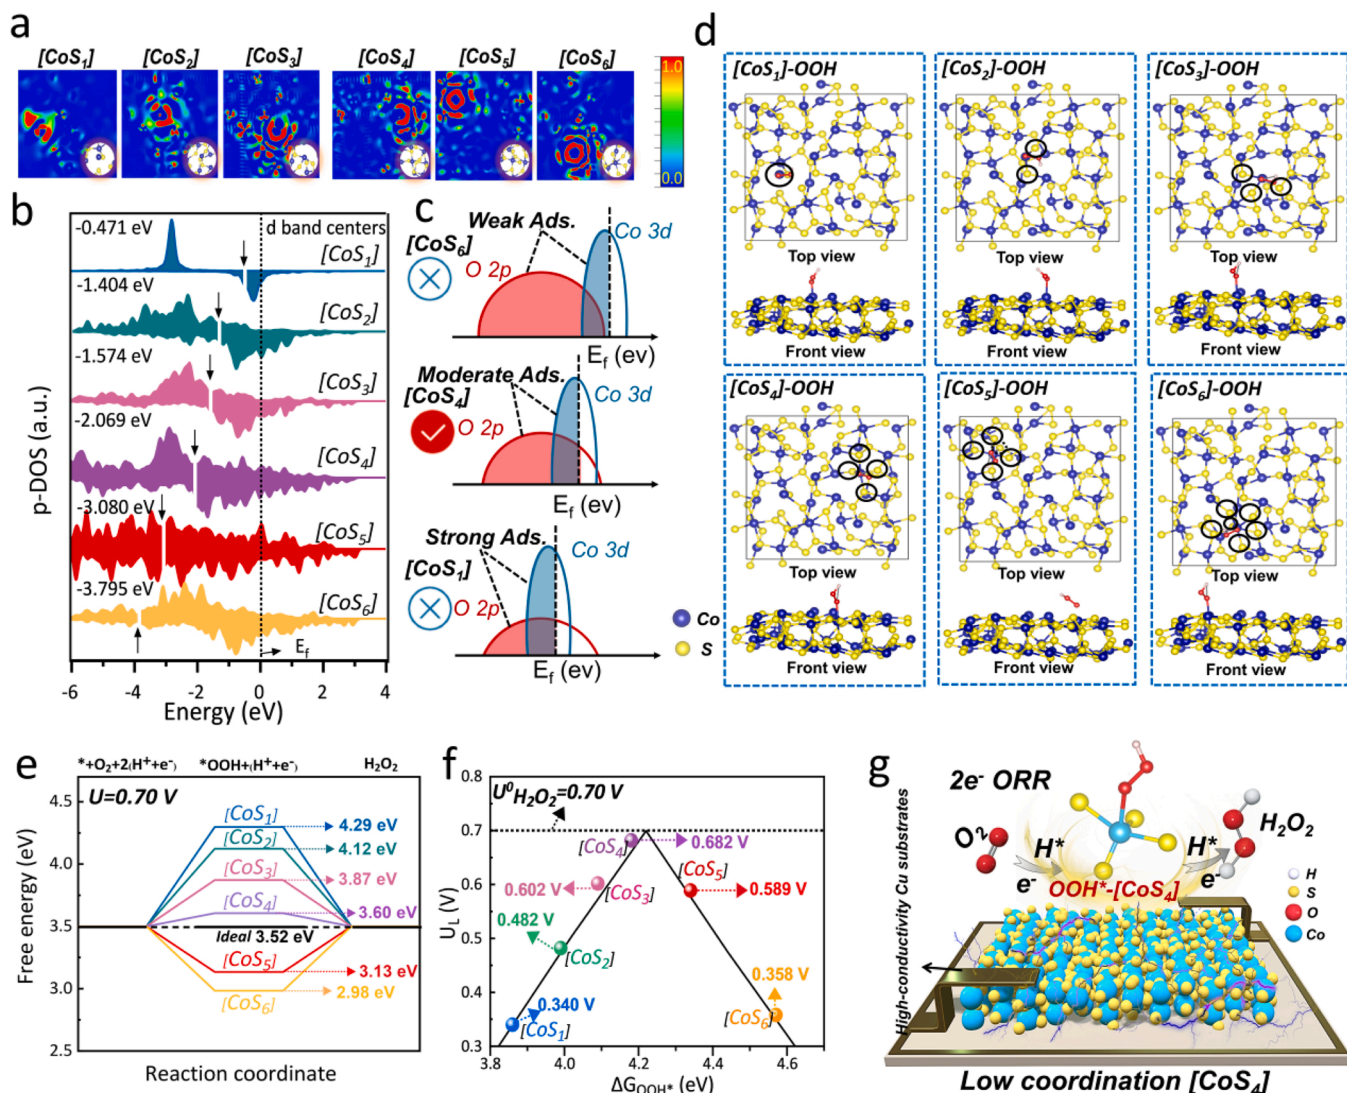 a
[CoS1]
[CoS2]
[CoS3]
[CoS4]
[CoS5]
[CoS6]
1.0
0.0
b
-0.471 eV
d band centers
[CoS1]
-1.404 eV
[CoS2]
-1.574 eV
[CoS3]
-2.069 eV
[CoS4]
-3.080 eV
[CoS5]
-3.795 eV
[CoS6]
Ef
p-DOS (a.u.)
-6 -4 -2 0 2 4
Energy (eV)
c
Weak Ads.
Co 3d
[CoS6]
O 2p
Ef (ev)
Moderate Ads.
[CoS4]
Co 3d
O 2p
Ef (ev)
Strong Ads.
[CoS1]
Co 3d
O 2p
Ef (ev)
d
[CoS1]-OOH
Top view
Front view
[CoS2]-OOH
Top view
Front view
[CoS3]-OOH
Top view
Front view
[CoS4]-OOH
Top view
Front view
[CoS5]-OOH
Top view
Front view
[CoS6]-OOH
Top view
Front view
Co
S
e
*+O2+2(H++e-)
*OOH+(H++e-)
H2O2
U=0.70 V
[CoS1]
4.29 eV
[CoS2]
4.12 eV
[CoS3]
3.87 eV
[CoS4]
3.60 eV
Ideal 3.52 eV
[CoS5]
3.13 eV
[CoS6]
2.98 eV
4.5
4.0
3.5
3.0
2.5
Free energy (eV)
Reaction coordinate
f
U0H2O2=0.70 V
[CoS4]
0.682 V
[CoS5]
0.602 V
[CoS3]
0.589 V
0.482 V
[CoS2]
0.358 V
0.340 V
[CoS1]
[CoS6]
0.8
0.7
0.6
0.5
0.4
0.3
UL (V)
3.8 4.0 4.2 4.4 4.6
ΔGOOH* (eV)
g
2e- ORR
O2
H*
e-
OOH*-[CoS4]
H*
e-
H2O2
H
S
O
Co
High-conductivity Cu substrates
Low coordination [CoS4]